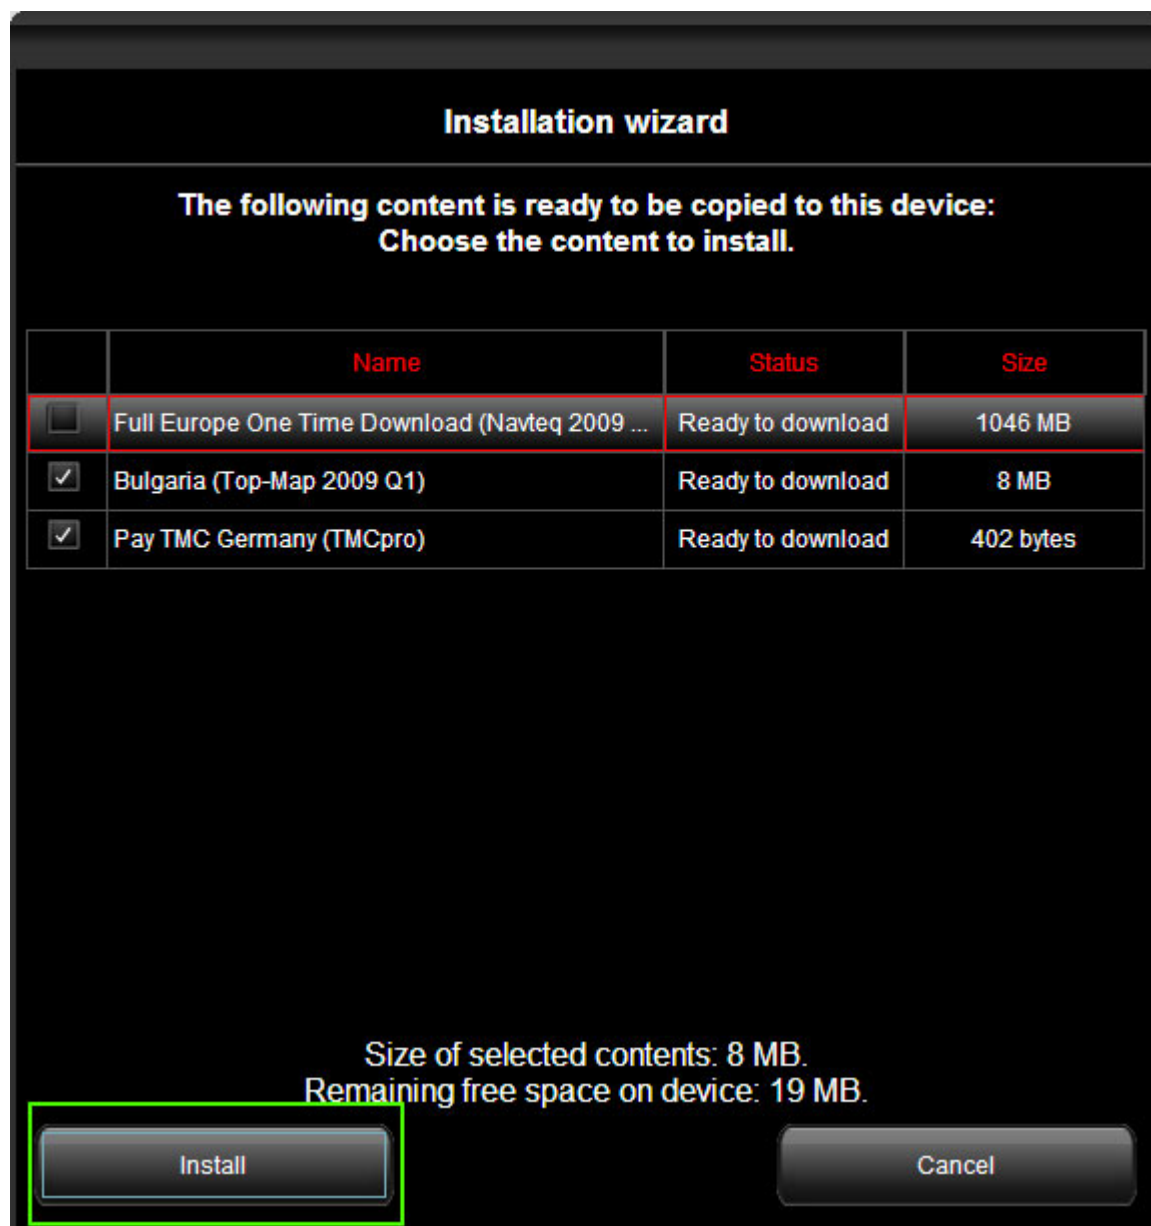 Installation wizard
The following content is ready to be copied to this device:
Choose the content to install.
Name Status Size
Full Europe One Time Download (Navteq 2009 ... Ready to download 1046 MB
Bulgaria (Top-Map 2009 Q1) Ready to download 8 MB
Pay TMC Germany (TMCpro) Ready to download 402 bytes
Size of selected contents: 8 MB.
Remaining free space on device: 19 MB.
Install Cancel